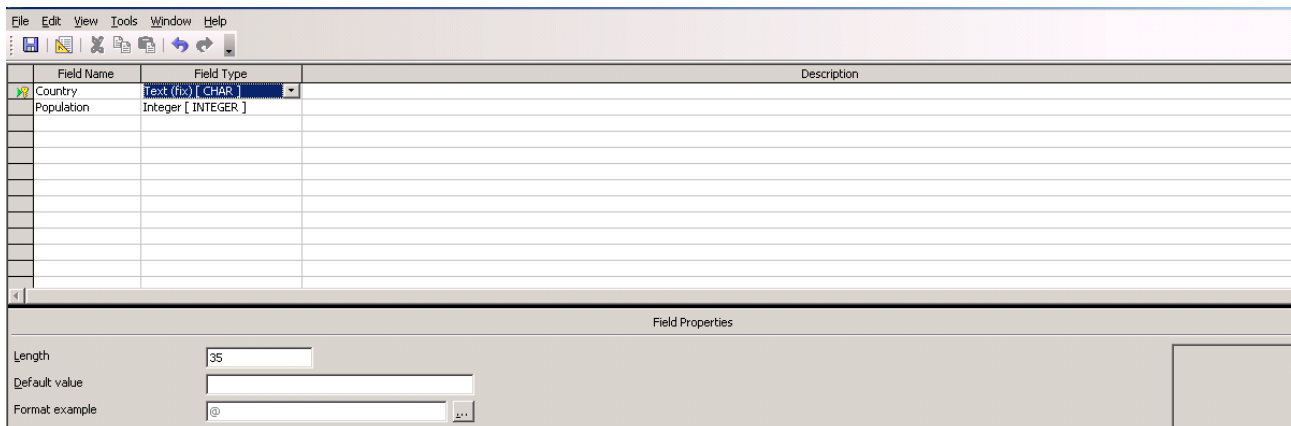 File Edit View Tools Window Help
Field Name Field Type Description
Country Text (fix) [ CHAR ]
Population Integer [ INTEGER ]
Field Properties
Length 35
Default value
Format example @ ...